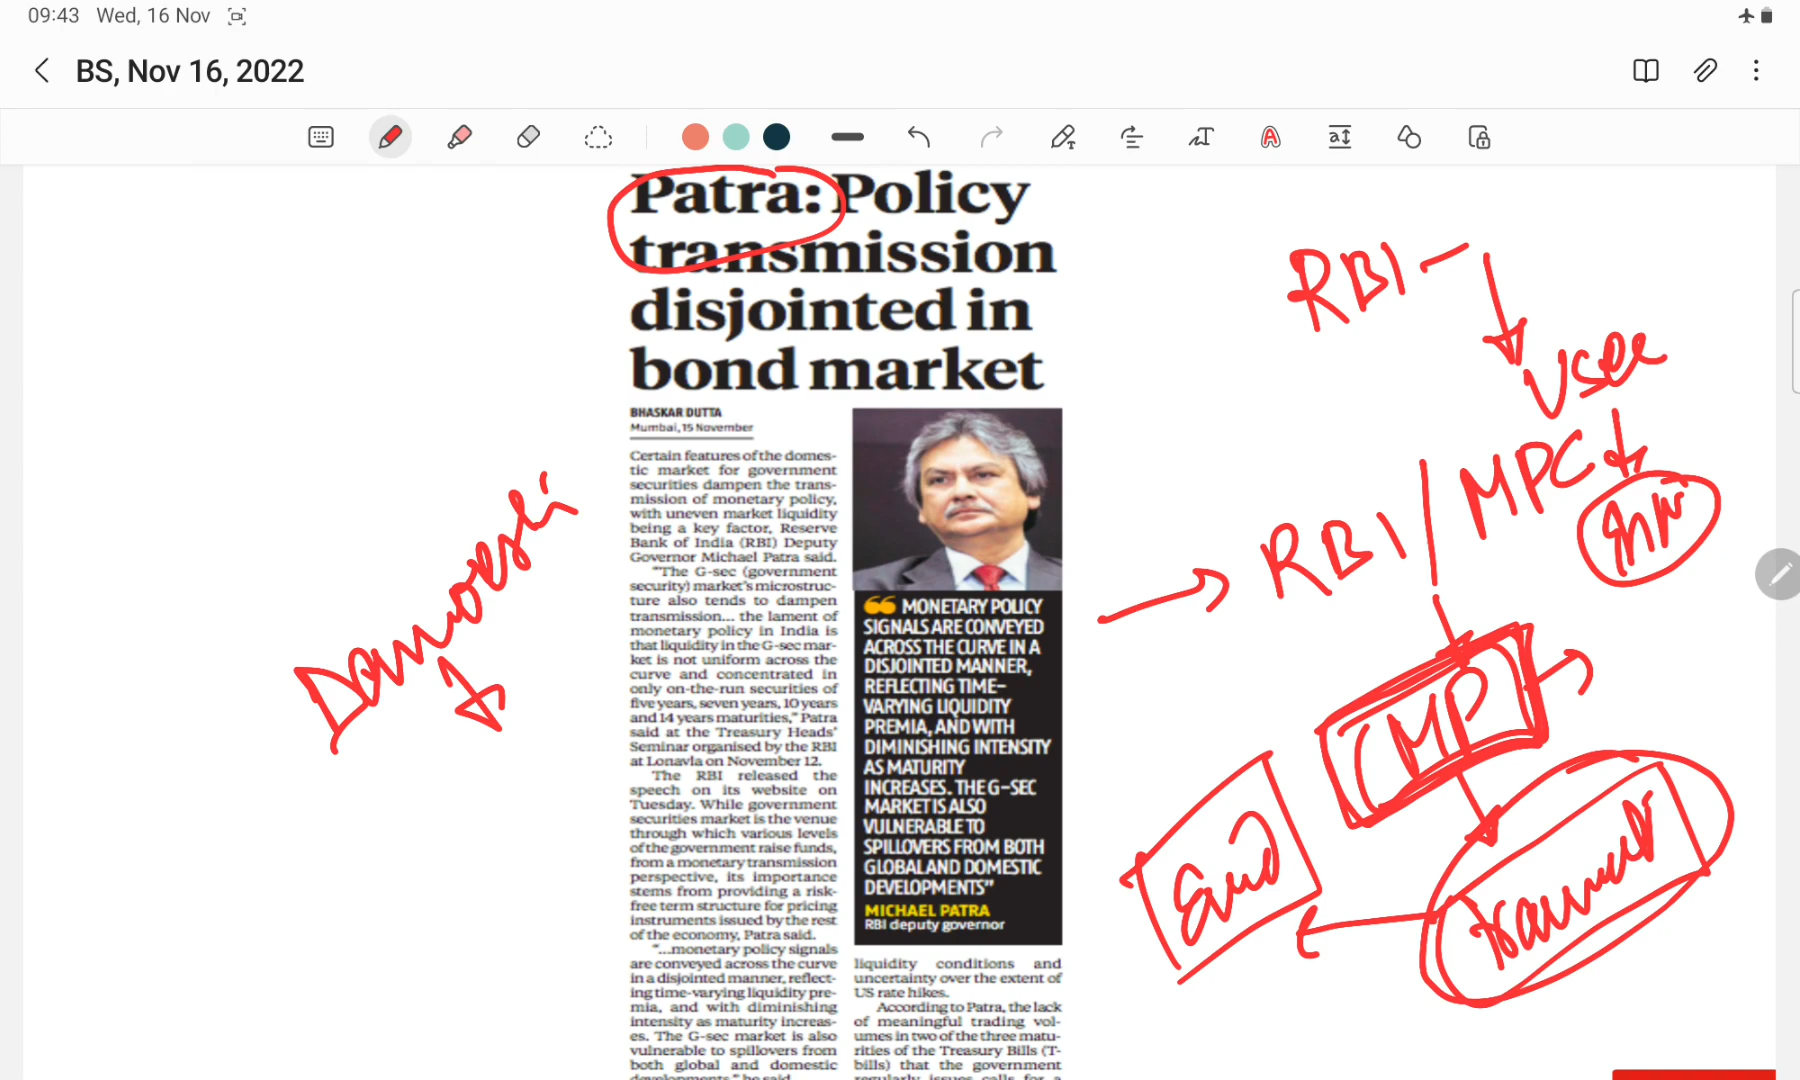 09:43 Wed, 16 Nov
BS, Nov 16, 2022
Patra: Policy
transmission
disjointed in
bond market
BHASKAR DUTTA
Mumbai, 15 November
Certain features of the domes-
tic market for government
securities dampen the trans-
mission of monetary policy,
with uneven market liquidity
being a key factor, Reserve
Bank of India (RBI) Deputy
Governor Michael Patra said.
"The G-sec (government
security) market's microstruc-
ture also tends to dampen
transmission... the lament of
monetary policy in India is
that liquidity in the G-sec mar-
ket is not uniform across the
curve and concentrated in
only on-the-run securities of
five years, seven years, 10 years
and 14 years maturities," Patra
said at the Treasury Heads'
Seminar organised by the RBI
at Lonavla on November 12.
The RBI released the
speech on its website on
Tuesday. While government
securities market is the venue
through which various levels
of the government raise funds,
from a monetary transmission
perspective, its importance
stems from providing a risk-
free term structure for pricing
instruments issued by the rest
of the economy, Patra said.
"...monetary policy signals
are conveyed across the curve
in a disjointed manner, reflect-
ing time-varying liquidity pre-
mia, and with diminishing
intensity as maturity increas-
es. The G-sec market is also
vulnerable to spillovers from
both global and domestic
developments," he said.
MONETARY POLICY
SIGNALS ARE CONVEYED
ACROSS THE CURVE IN A
DISJOINTED MANNER,
REFLECTING TIME-
VARYING LIQUIDITY
PREMIA, AND WITH
DIMINISHING INTENSITY
AS MATURITY
INCREASES. THE G-SEC
MARKET IS ALSO
VULNERABLE TO
SPILLOVERS FROM BOTH
GLOBAL AND DOMESTIC
DEVELOPMENTS"
MICHAEL PATRA
RBI deputy governor
liquidity conditions and
uncertainty over the extent of
US rate hikes.
According to Patra, the lack
of meaningful trading vol-
umes in two of the three matu-
rities of the Treasury Bills (T-
bills) that the government
regularly issues calls for a
RBI
RBI / MPC
MP
End